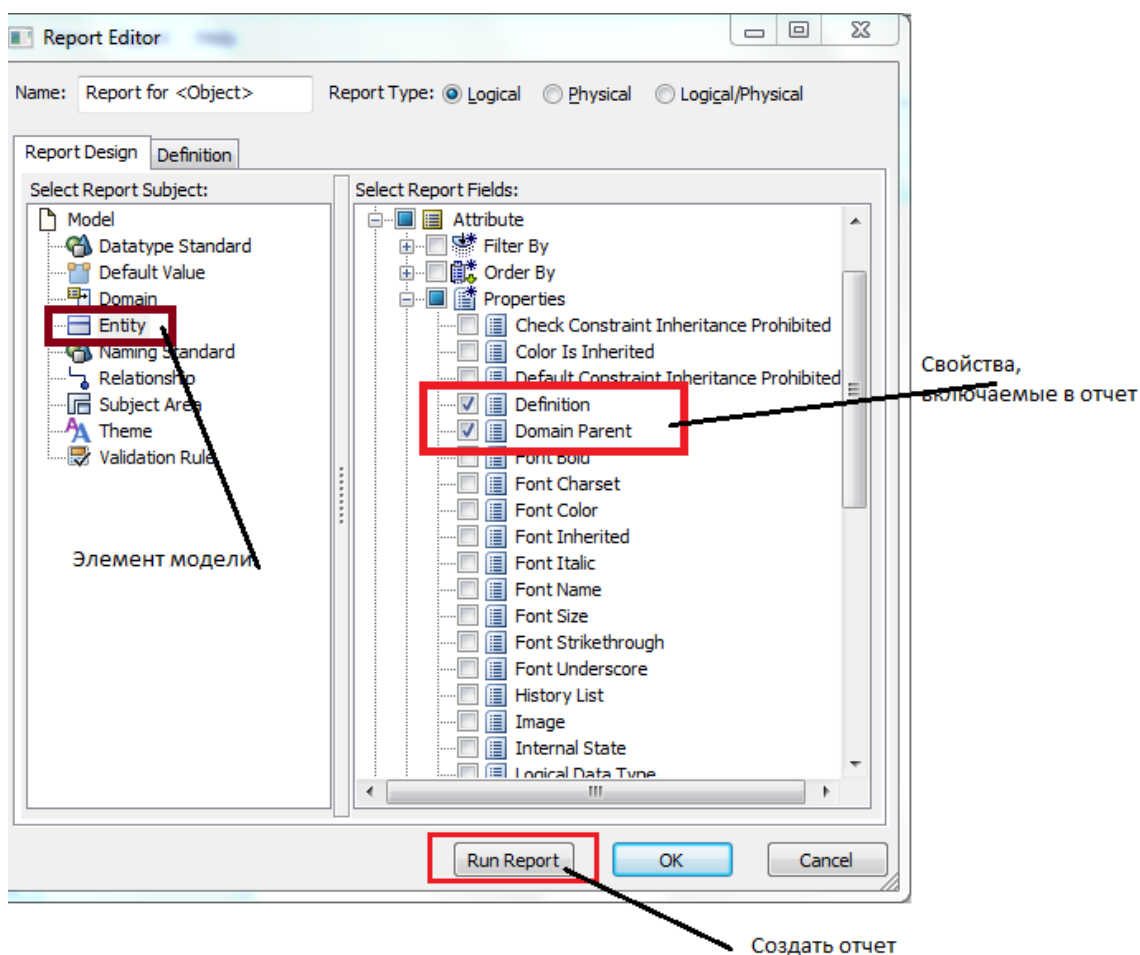 Report Editor
Name: Report for <Object> Report Type: Logical Physical Logical/Physical
Report Design Definition
Select Report Subject:
Model
Datatype Standard
Default Value
Domain
Entity
Naming Standard
Relationship
Subject Area
Theme
Validation Rule
Элемент модели
Select Report Fields:
Attribute
Filter By
Order By
Properties
Check Constraint Inheritance Prohibited
Color Is Inherited
Default Constraint Inheritance Prohibited
Definition
Domain Parent
Font Bold
Font Charset
Font Color
Font Inherited
Font Italic
Font Name
Font Size
Font Strikethrough
Font Underscore
History List
Image
Internal State
Logical Data Type
Свойства,
включаемые в отчет
Run Report OK Cancel
Создать отчет